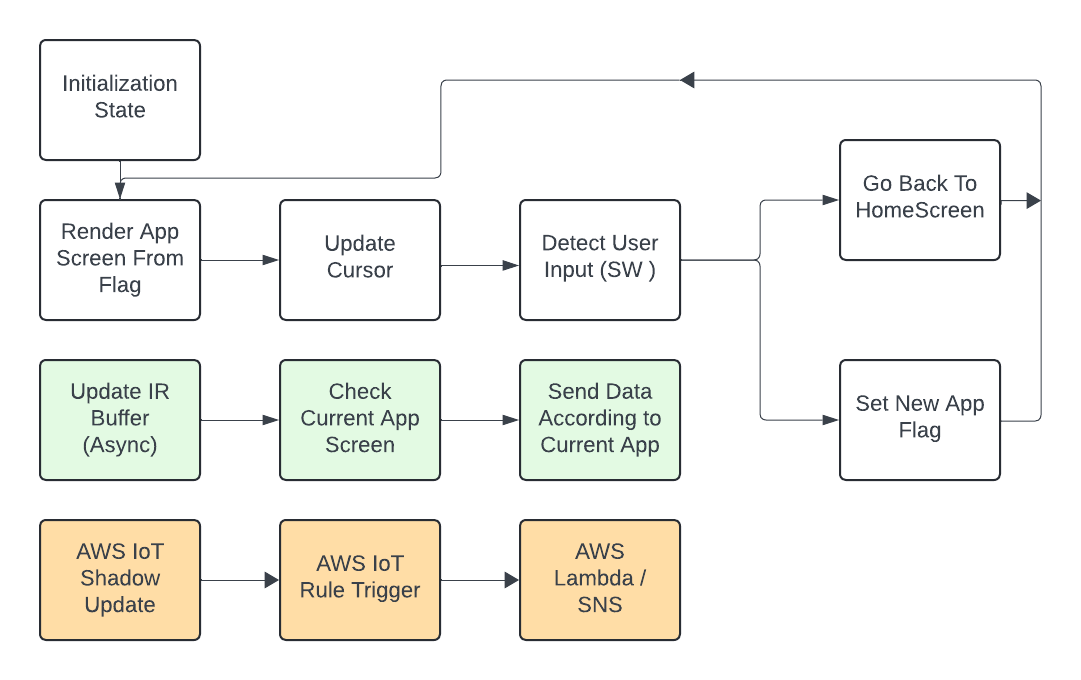 Initialization
State
Render App
Screen From
Flag
Update
Cursor
Detect User
Input (SW )
Go Back To
HomeScreen
Set New App
Flag
Update IR
Buffer
(Async)
Check
Current App
Screen
Send Data
According to
Current App
AWS IoT
Shadow
Update
AWS IoT
Rule Trigger
AWS
Lambda /
SNS